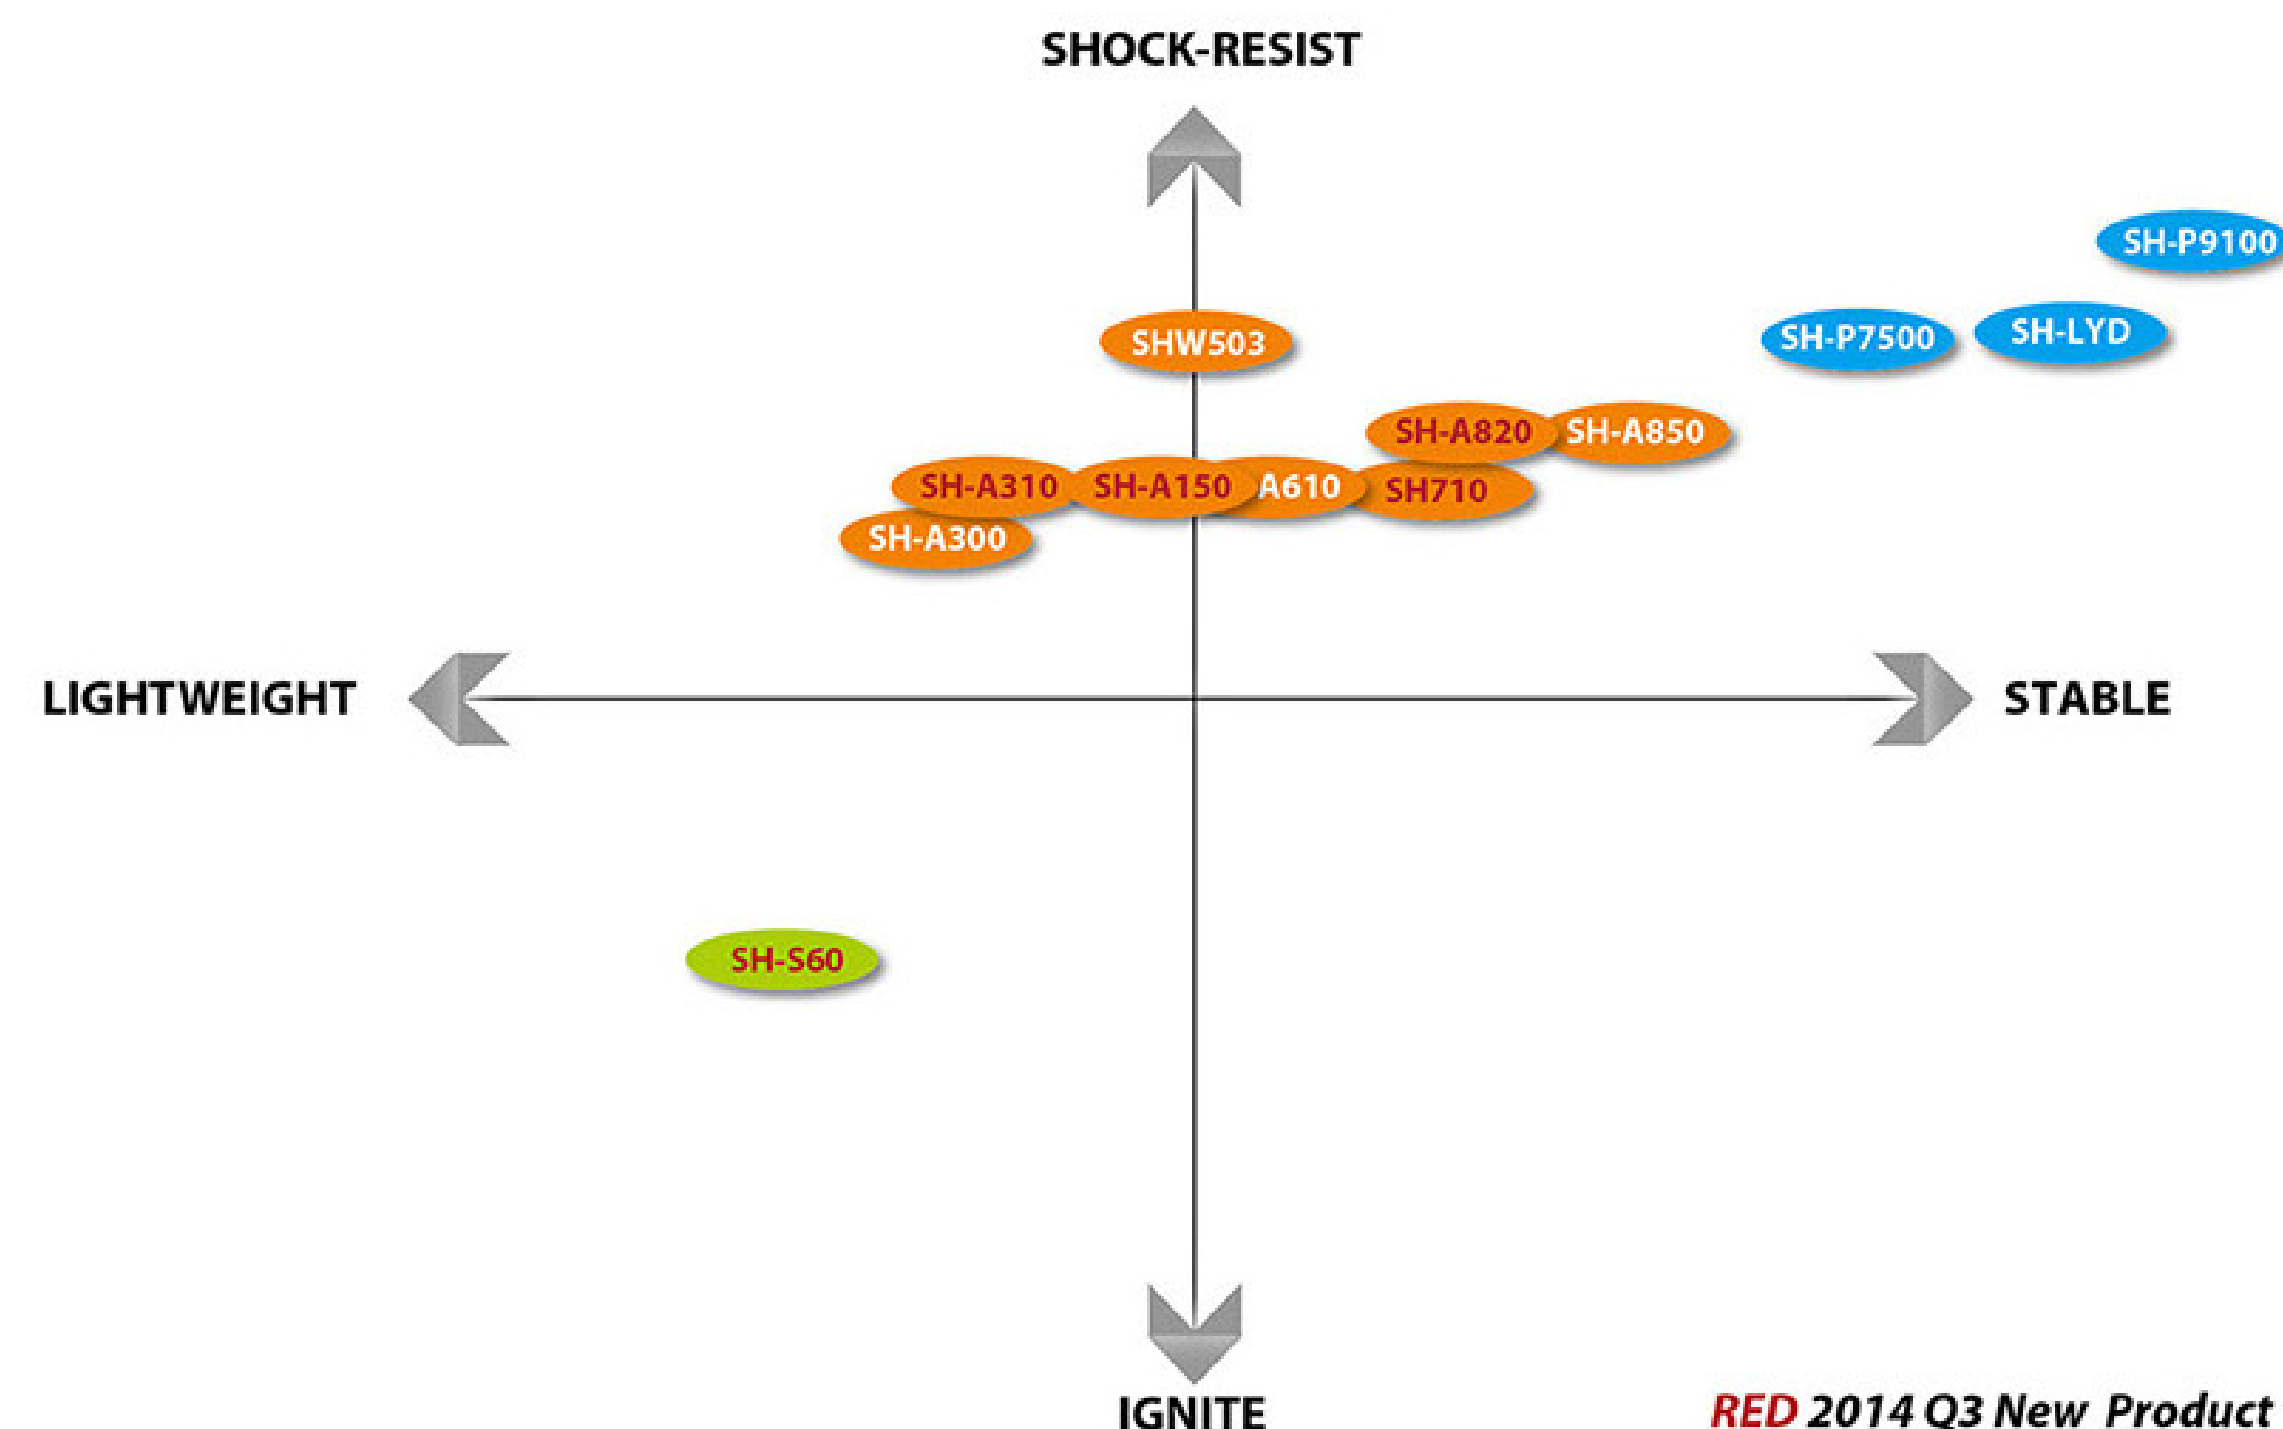 SHOCK-RESIST
SH-P9100
SHW503
SH-P7500
SH-LYD
SH-A820
SH-A850
SH-A310
SH-A150
A610
SH710
SH-A300
LIGHTWEIGHT
STABLE
SH-S60
IGNITE
RED 2014 Q3 New Product